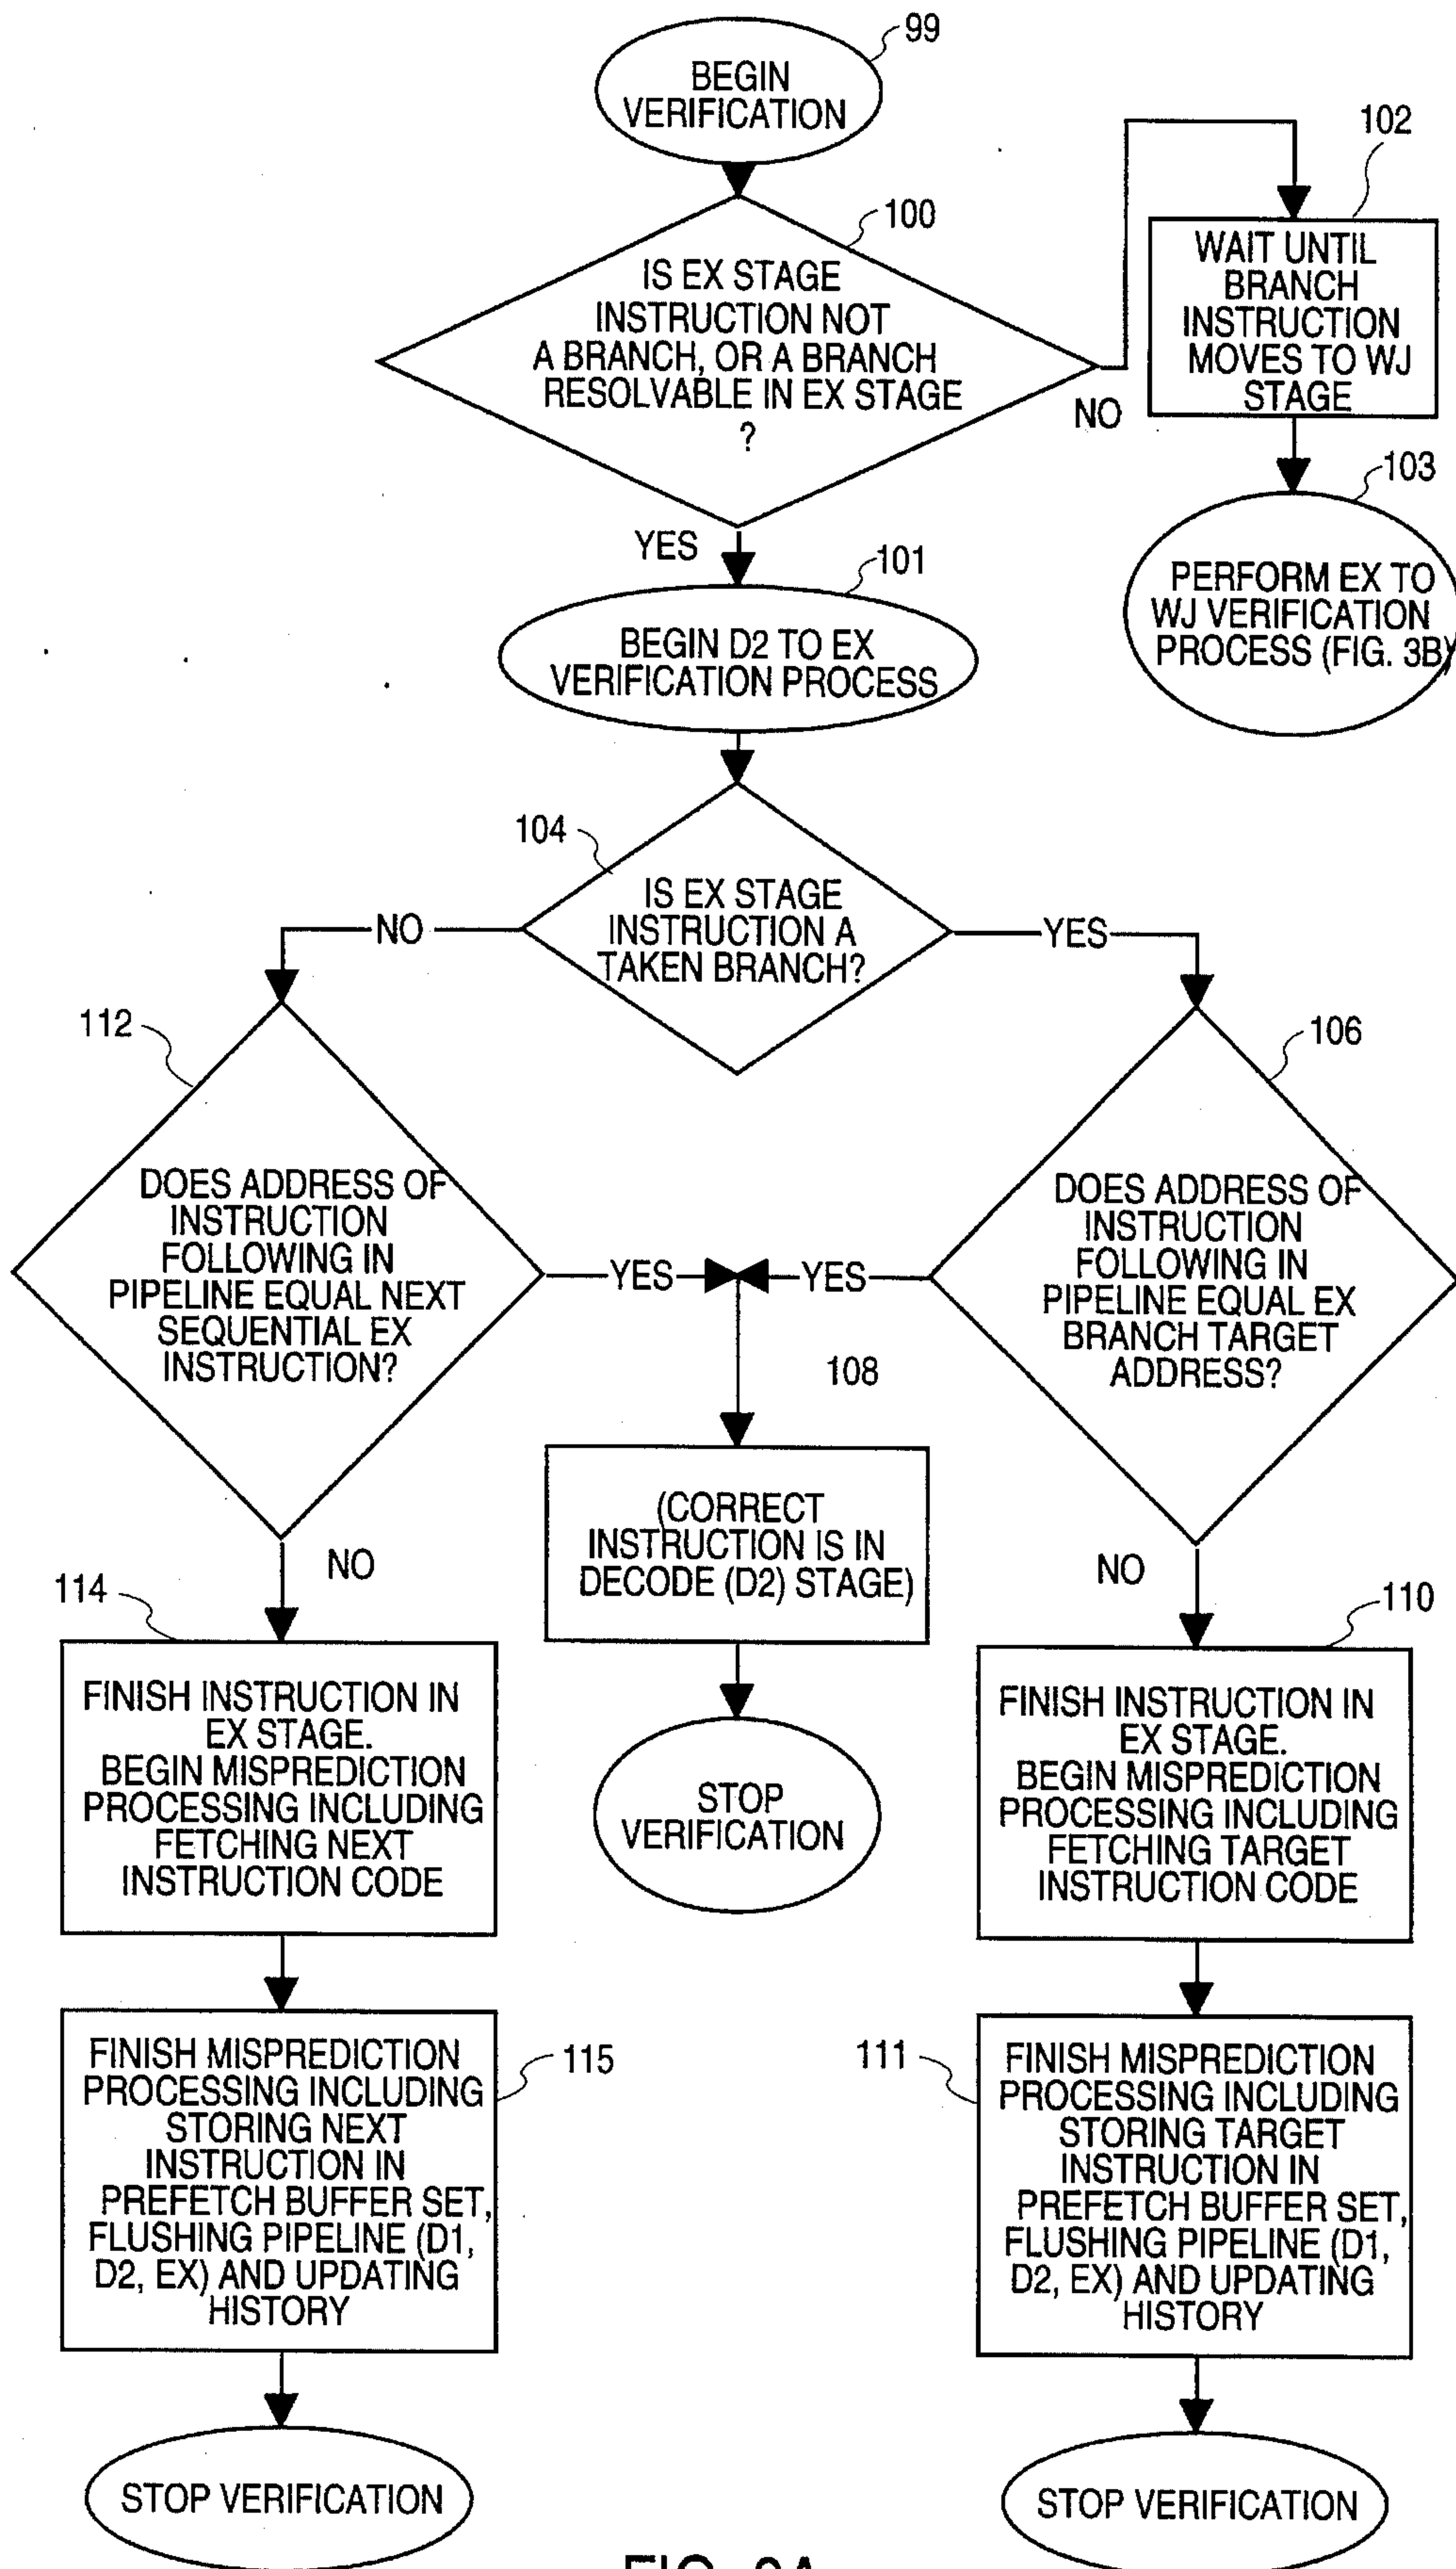 99
BEGIN
VERIFICATION
100
IS EX STAGE
INSTRUCTION NOT
A BRANCH, OR A BRANCH
RESOLVABLE IN EX STAGE
?
NO
102
WAIT UNTIL
BRANCH
INSTRUCTION
MOVES TO WJ
STAGE
103
PERFORM EX TO
WJ VERIFICATION
PROCESS (FIG. 3B)
YES
101
BEGIN D2 TO EX
VERIFICATION PROCESS
104
IS EX STAGE
INSTRUCTION A
TAKEN BRANCH?
NO
YES
112
DOES ADDRESS OF
INSTRUCTION
FOLLOWING IN
PIPELINE EQUAL NEXT
SEQUENTIAL EX
INSTRUCTION?
YES
YES
106
DOES ADDRESS OF
INSTRUCTION
FOLLOWING IN
PIPELINE EQUAL EX
BRANCH TARGET
ADDRESS?
108
(CORRECT
INSTRUCTION IS IN
DECODE (D2) STAGE)
STOP
VERIFICATION
NO
114
FINISH INSTRUCTION IN
EX STAGE.
BEGIN MISPREDICTION
PROCESSING INCLUDING
FETCHING NEXT
INSTRUCTION CODE
NO
110
FINISH INSTRUCTION IN
EX STAGE.
BEGIN MISPREDICTION
PROCESSING INCLUDING
FETCHING TARGET
INSTRUCTION CODE
115
FINISH MISPREDICTION
PROCESSING INCLUDING
STORING NEXT
INSTRUCTION IN
PREFETCH BUFFER SET,
FLUSHING PIPELINE (D1,
D2, EX) AND UPDATING
HISTORY
111
FINISH MISPREDICTION
PROCESSING INCLUDING
STORING TARGET
INSTRUCTION IN
PREFETCH BUFFER SET,
FLUSHING PIPELINE (D1,
D2, EX) AND UPDATING
HISTORY
STOP VERIFICATION
STOP VERIFICATION